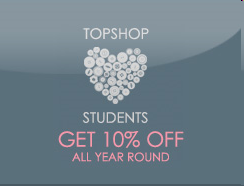 TOPSHOP
STUDENTS
GET 10% OFF
ALL YEAR ROUND